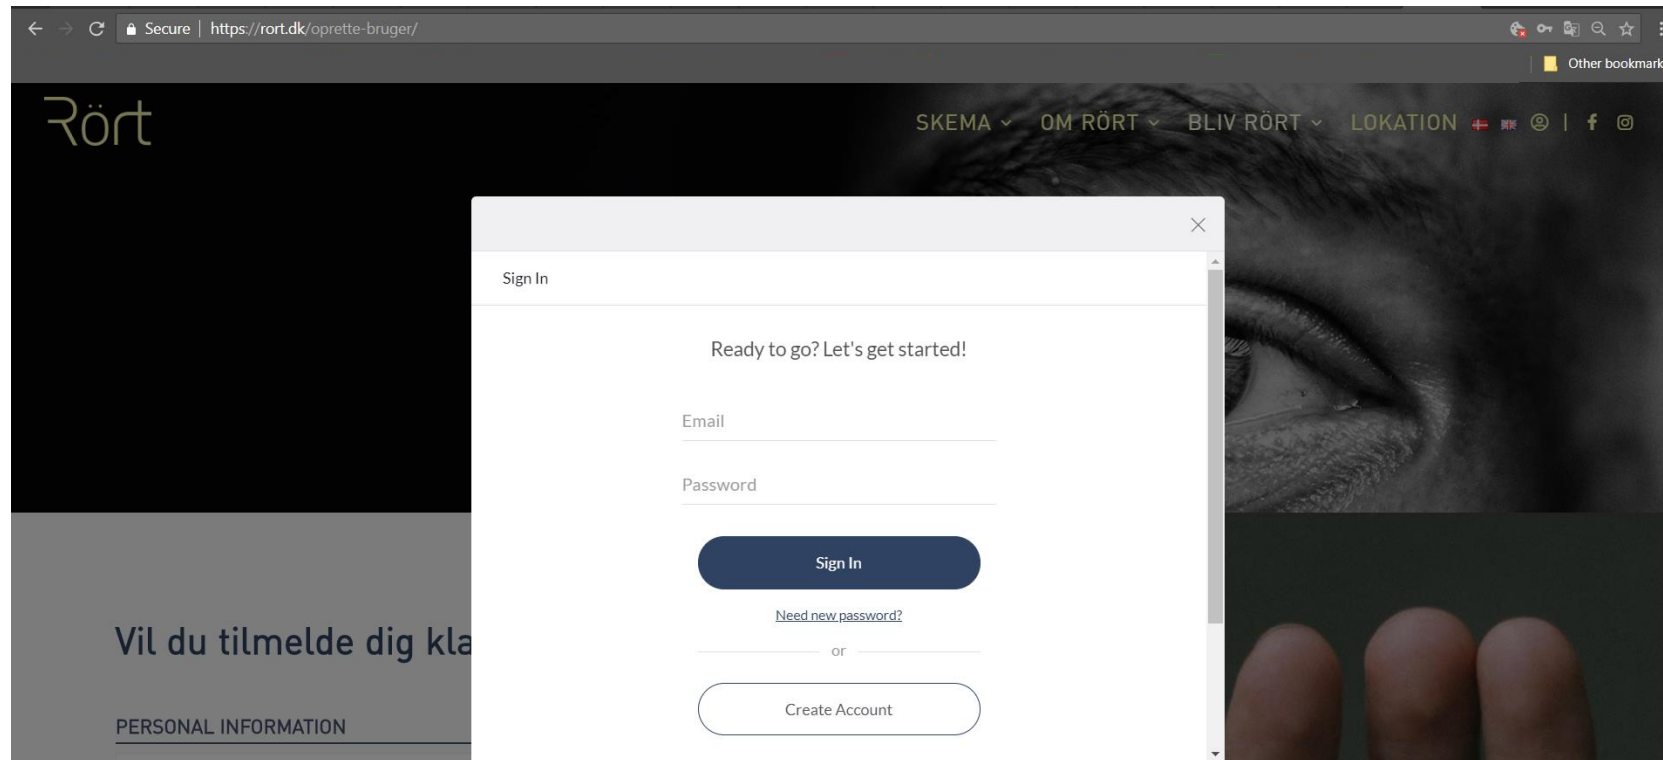 Secure | https://rort.dk/oprette-bruger/
Other bookmark
Rört
SKEMA OM RÖRT BLIV RÖRT LOKATION |
Sign In
Ready to go? Let's get started!
Email
Password
Sign In
Need new password?
or
Create Account
Vil du tilmelde dig kla
PERSONAL INFORMATION